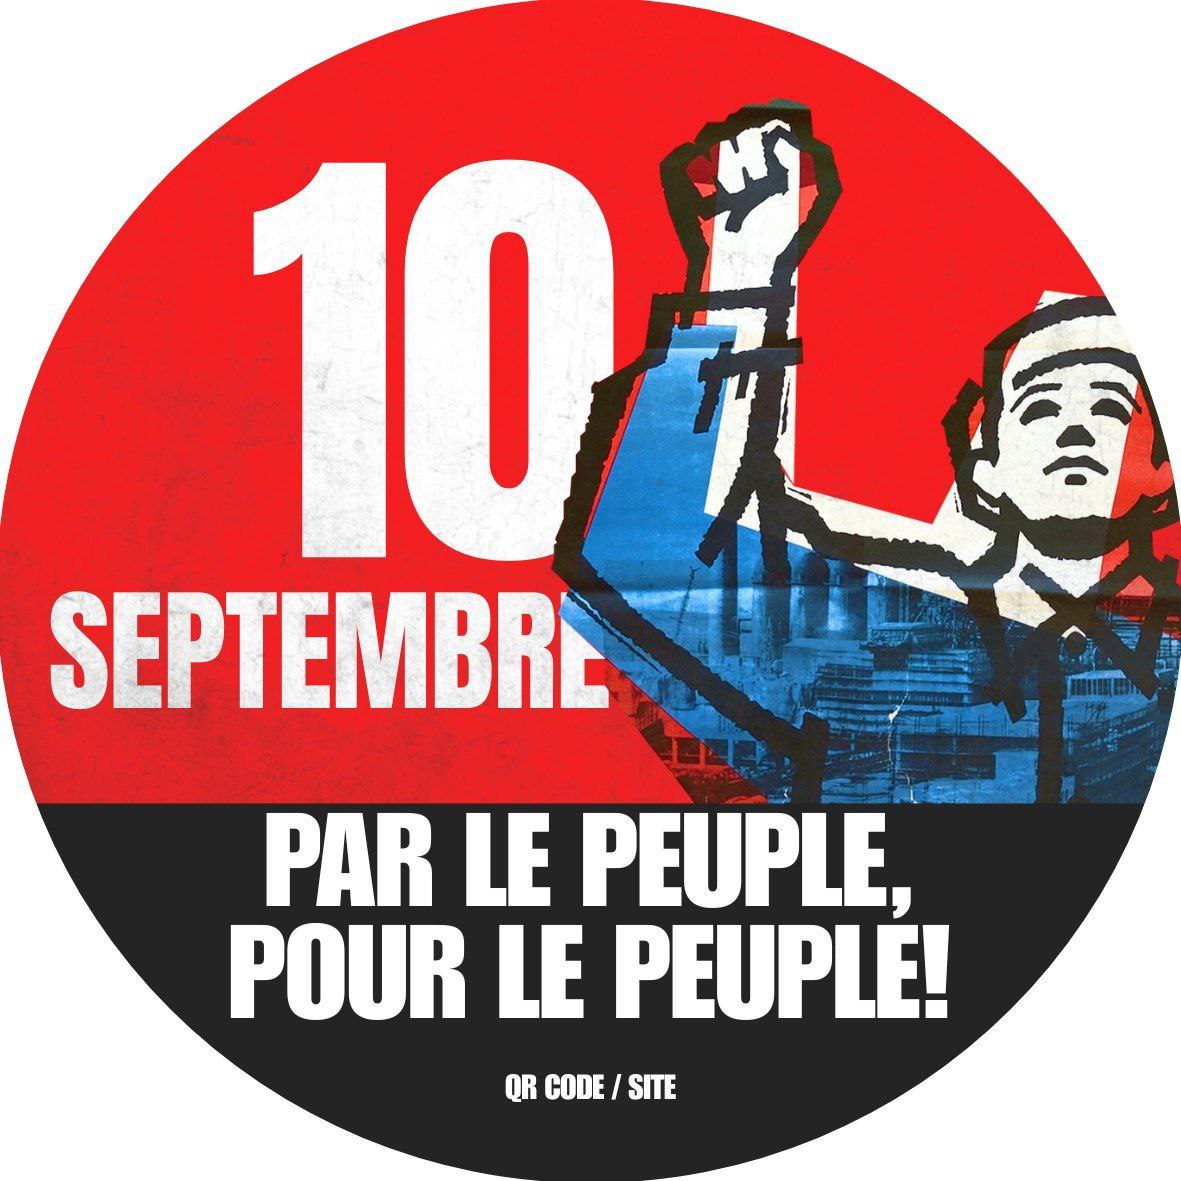 10
SEPTEMBRE
PAR LE PEUPLE,
POUR LE PEUPLE!
QR CODE / SITE